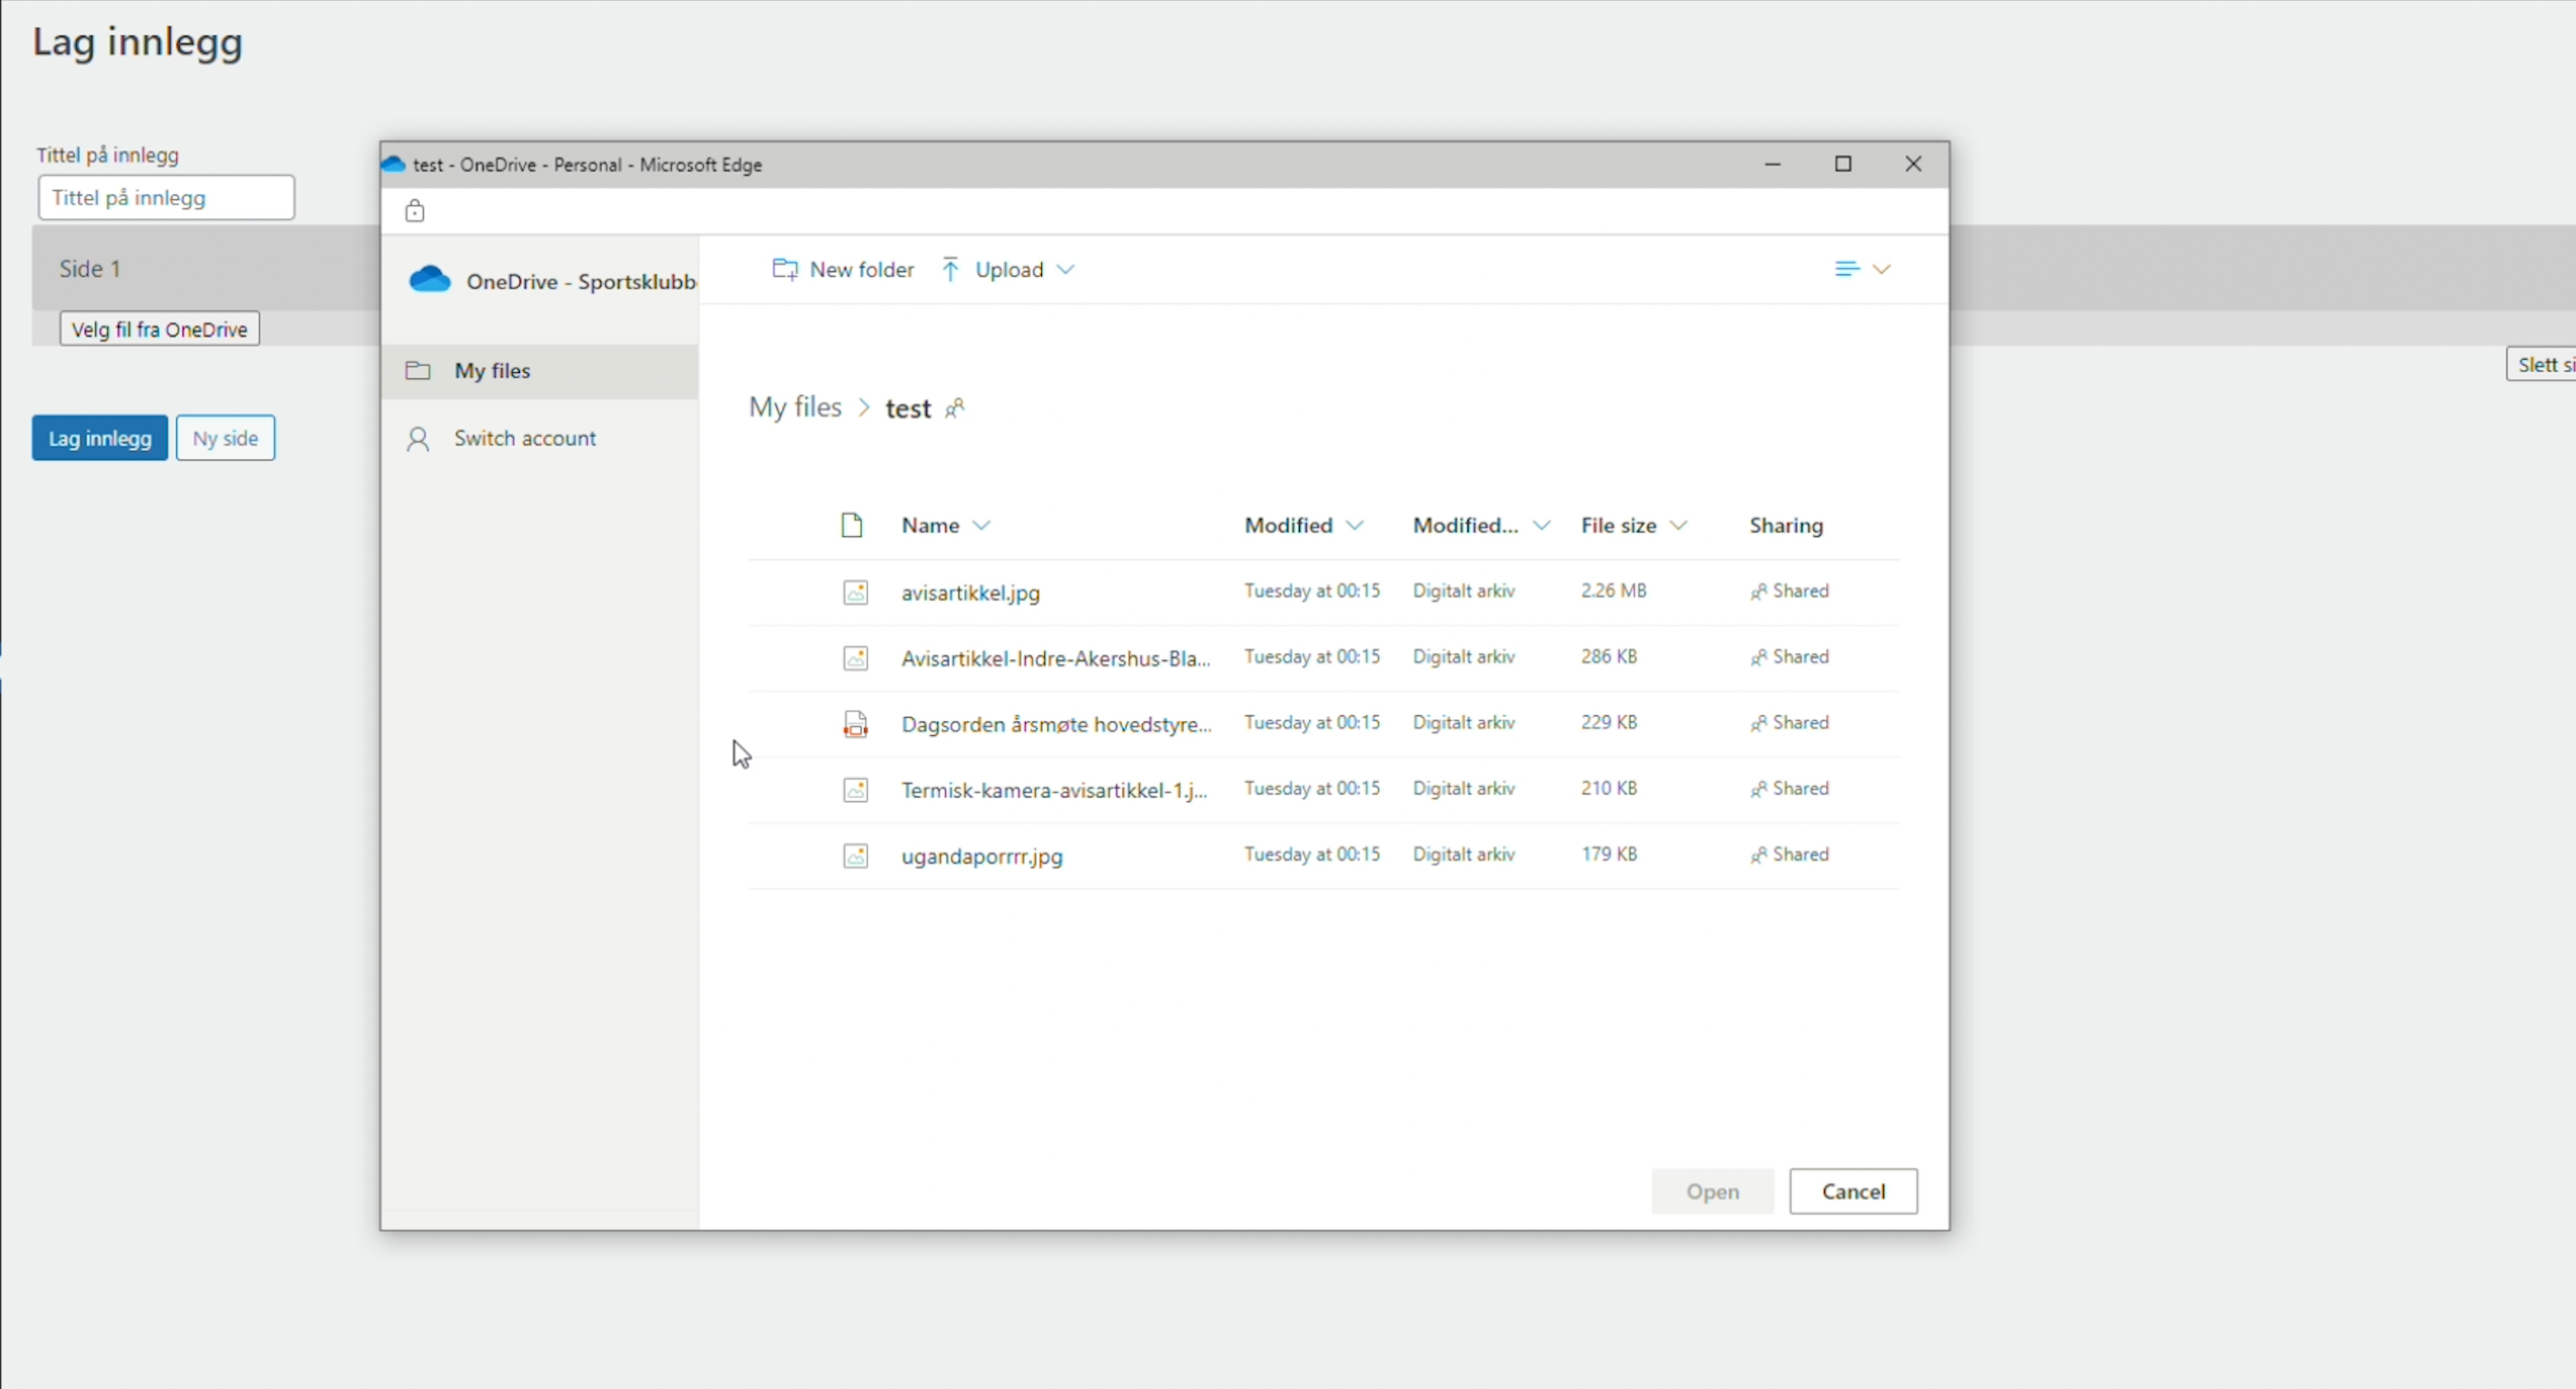 Lag innlegg
Tittel på innlegg
Tittel på innlegg
Side 1
Velg fil fra OneDrive
Slett si
Lag innlegg
Ny side
test - OneDrive - Personal - Microsoft Edge
OneDrive - Sportsklubb
My files
Switch account
New folder
Upload
My files > test
Name Modified Modified... File size Sharing
avisartikkel.jpg Tuesday at 00:15 Digitalt arkiv 2.26 MB Shared
Avisartikkel-Indre-Akershus-Bla... Tuesday at 00:15 Digitalt arkiv 286 KB Shared
Dagsorden årsmøte hovedstyre... Tuesday at 00:15 Digitalt arkiv 229 KB Shared
Termisk-kamera-avisartikkel-1.j... Tuesday at 00:15 Digitalt arkiv 210 KB Shared
ugandaporrrr.jpg Tuesday at 00:15 Digitalt arkiv 179 KB Shared
Open
Cancel